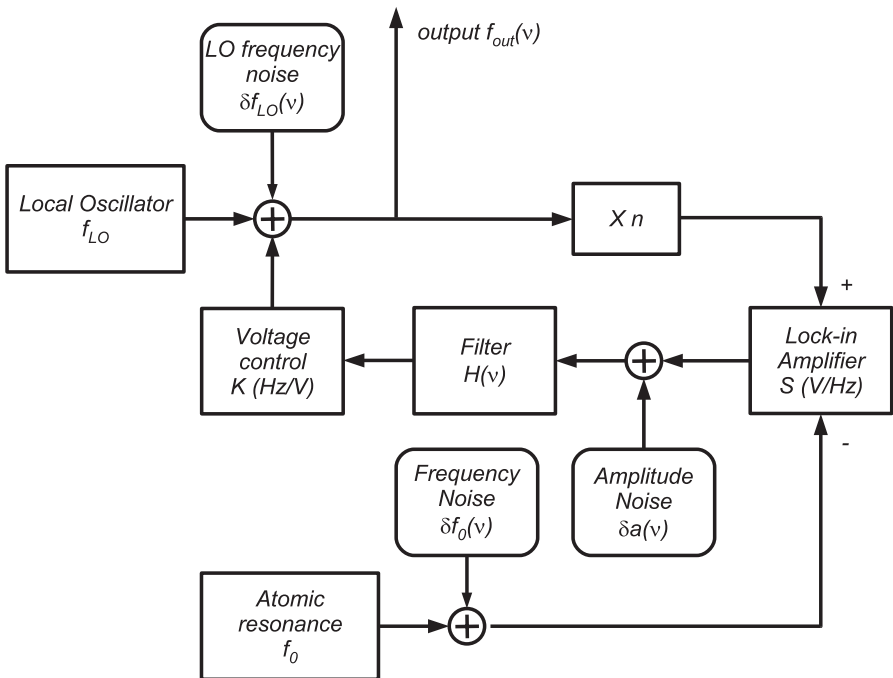 LO frequency
noise
δf_LO(ν)
output f_out(ν)
Local Oscillator
f_LO
X n
+
Voltage
control
K (Hz/V)
Filter
H(ν)
Lock-in
Amplifier
S (V/Hz)
-
Frequency
Noise
δf_0(ν)
Amplitude
Noise
δa(ν)
Atomic
resonance
f_0